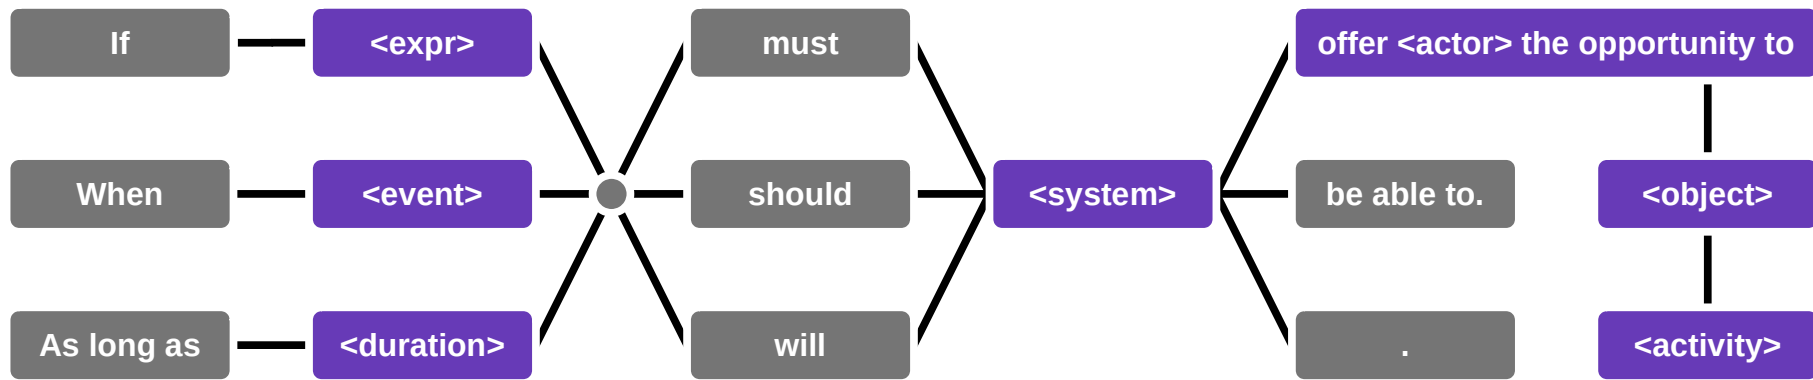 If
<expr>
must
offer <actor> the opportunity to
When
<event>
should
<system>
be able to.
<object>
As long as
<duration>
will
.
<activity>